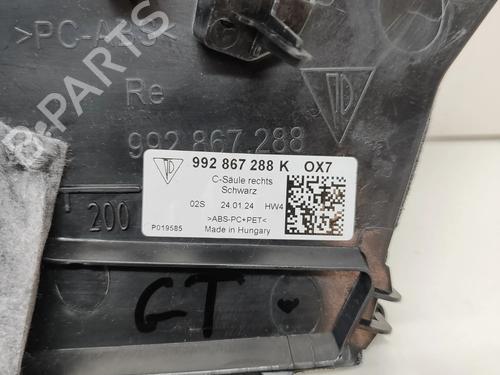 >PC-ABS<
Re
992 867 288
992 867 288 K OX7
C-Säule rechts
Schwarz
02S 24.01.24 HW4
>ABS-PC+PET<
P019585 Made in Hungary
200
GT